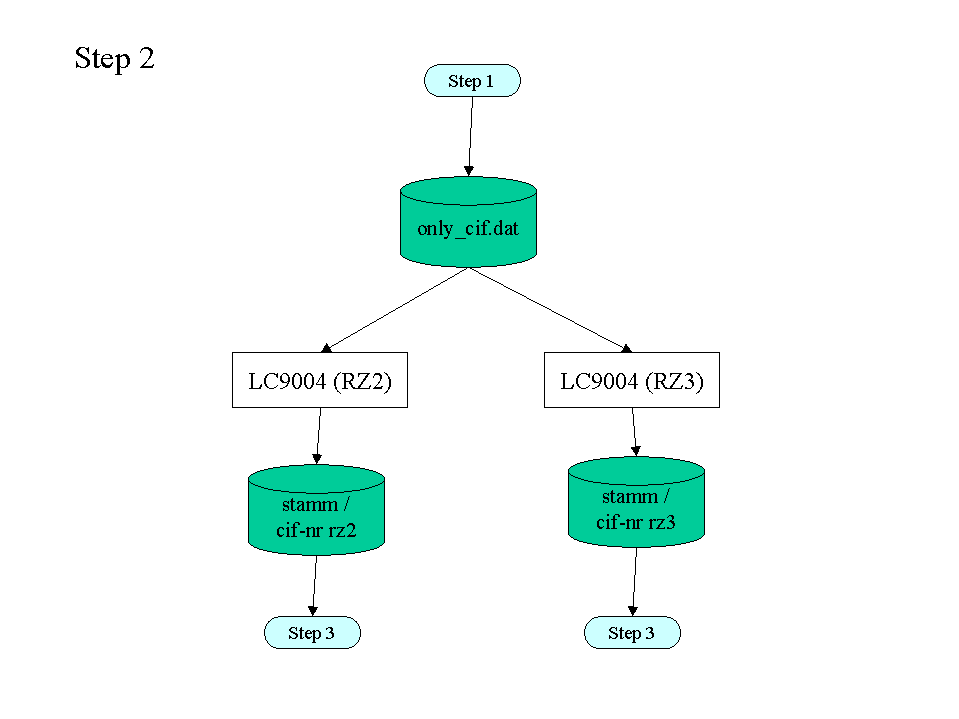 Step 2
Step 1
only_cif.dat
LC9004 (RZ2)
LC9004 (RZ3)
stamm /
cif-nr rz2
stamm /
cif-nr rz3
Step 3
Step 3